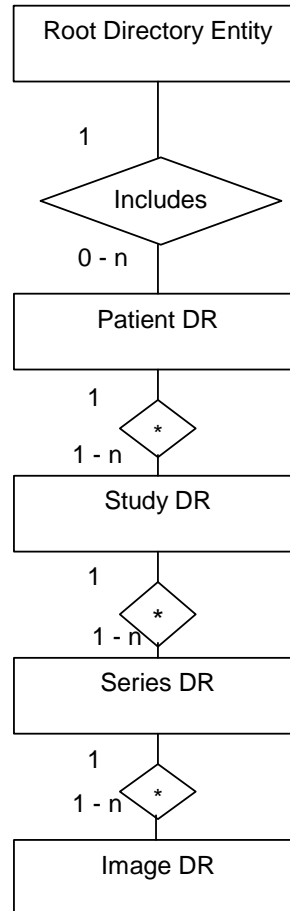 Root Directory Entity
1
Includes
0 - n
Patient DR
1
*
1 - n
Study DR
1
*
1 - n
Series DR
1
*
1 - n
Image DR